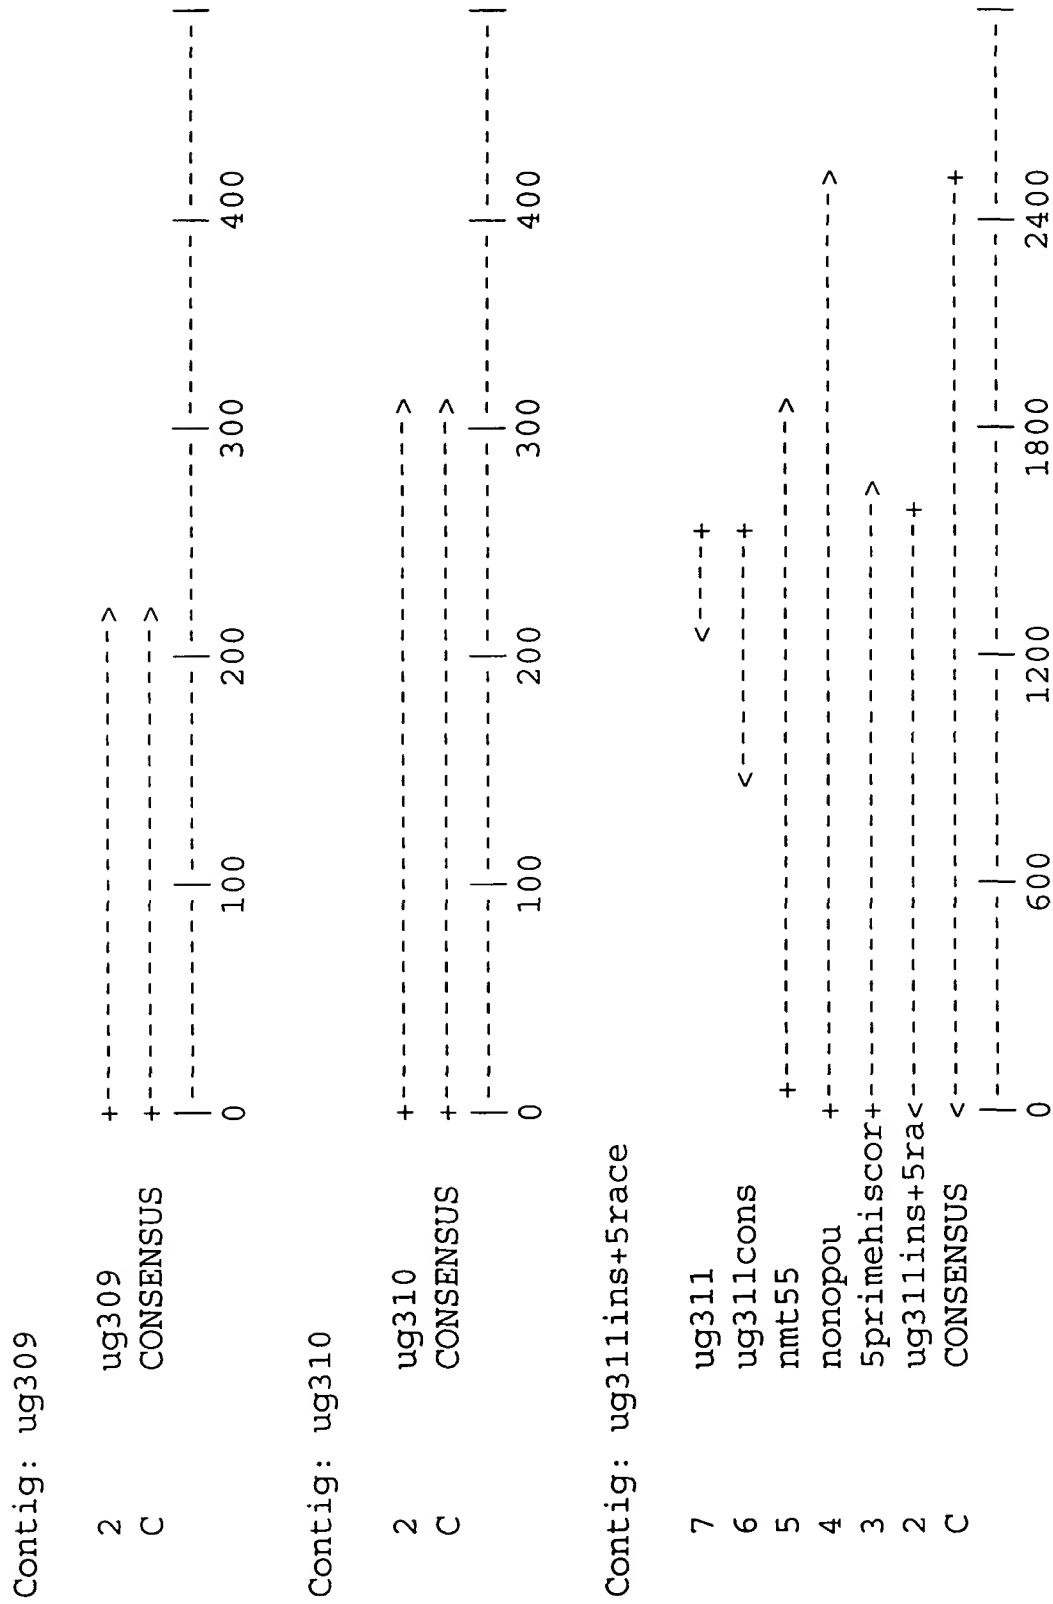 Contig: ug309
2 ug309 +---------------------->
C CONSENSUS +---------------------->
|---------|---------|---------|---------|---------|
0 100 200 300 400
Contig: ug310
2 ug310 +------------------------------->
C CONSENSUS +------------------------------->
|---------|---------|---------|---------|---------|
0 100 200 300 400
Contig: ug311ins+5race
7 ug311 <----+
6 ug311cons <----------+
5 nmt55 +------------------------------>
4 nonopou +----------------------------------------->
3 5primehiscor+--------------------------->
2 ug311ins+5ra<--------------------------+
C CONSENSUS <-----------------------------------------+
|---------|---------|---------|---------|---------|
0 600 1200 1800 2400